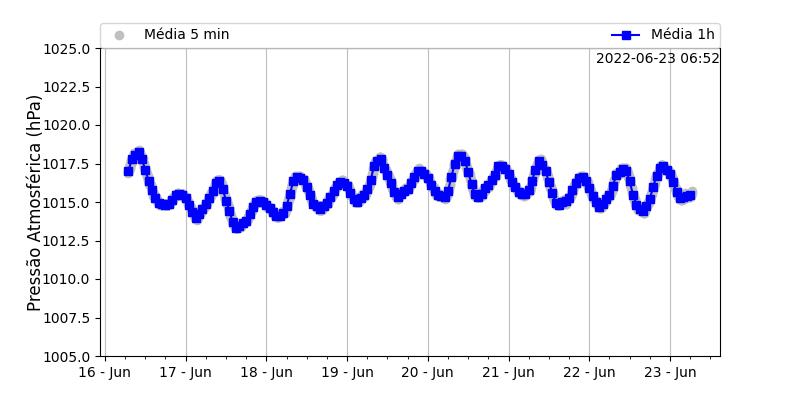 Média 5 min
Média 1h
2022-06-23 06:52
Pressão Atmosférica (hPa)
1025.0
1022.5
1020.0
1017.5
1015.0
1012.5
1010.0
1007.5
1005.0
16 - Jun
17 - Jun
18 - Jun
19 - Jun
20 - Jun
21 - Jun
22 - Jun
23 - Jun